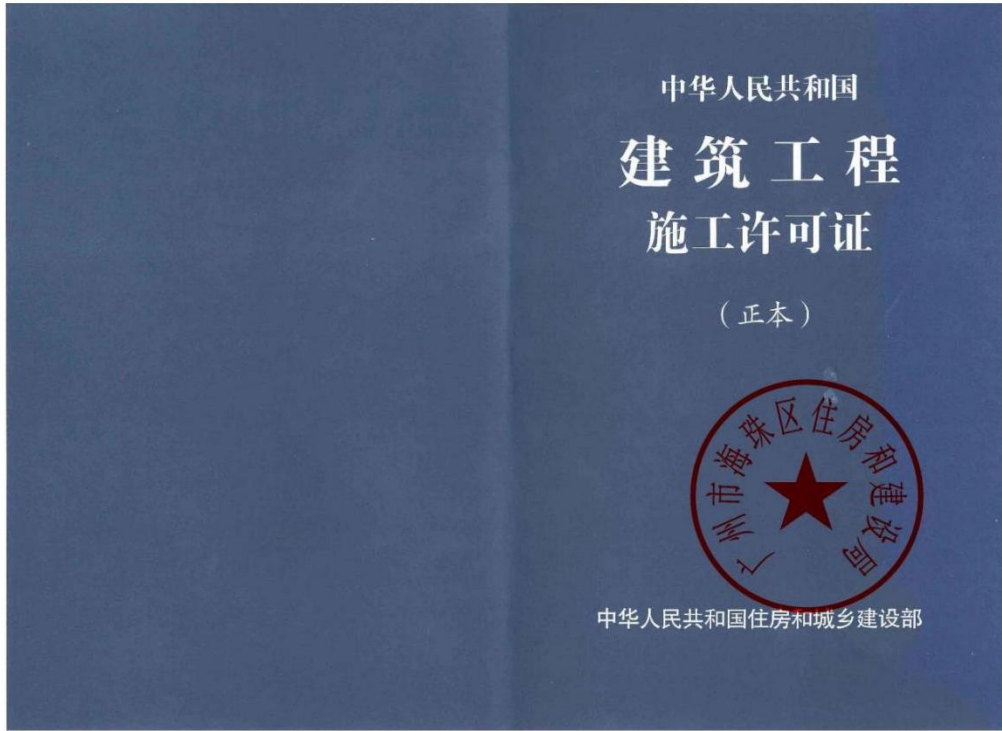 中华人民共和国
建筑工程
施工许可证
(正本)
广州市海珠区住房和建设局
中华人民共和国住房和城乡建设部